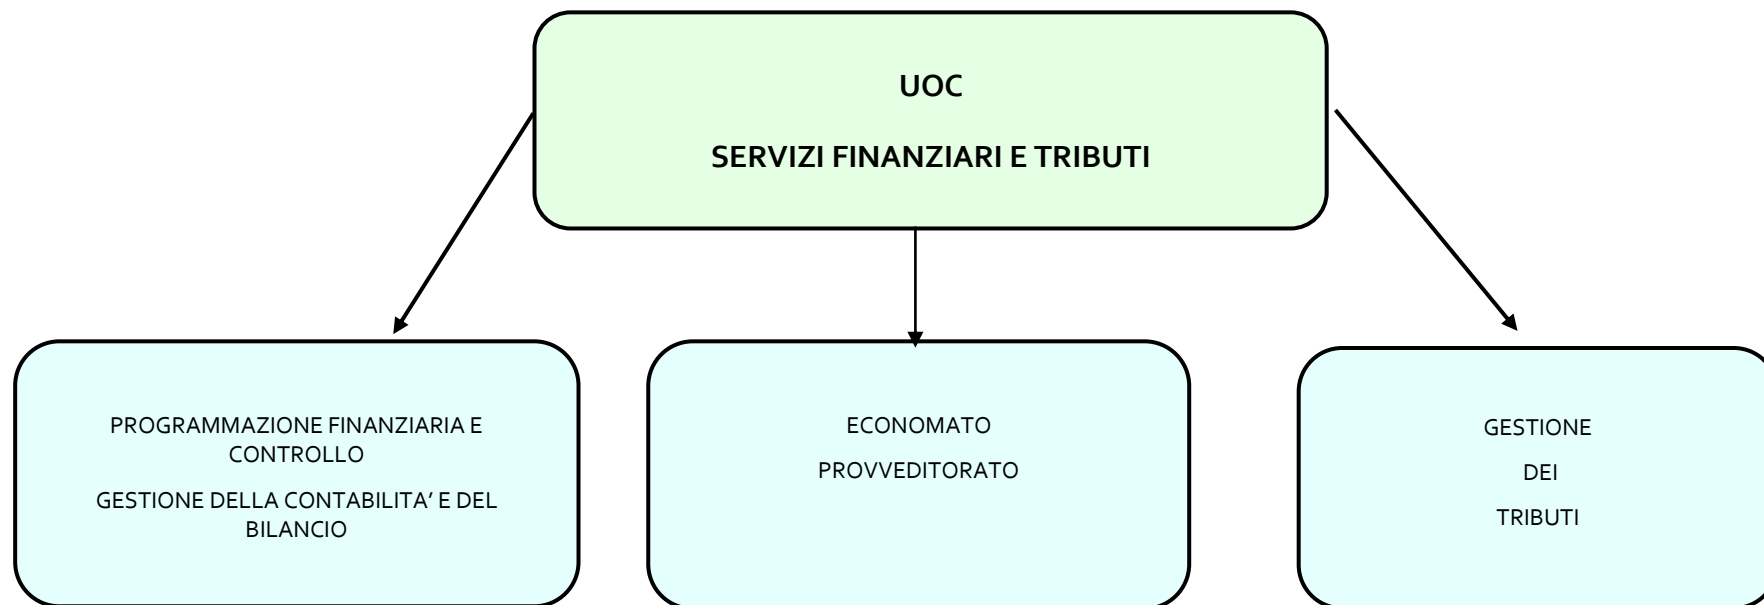 UOC
SERVIZI FINANZIARI E TRIBUTI
PROGRAMMAZIONE FINANZIARIA E
CONTROLLO
GESTIONE DELLA CONTABILITA’ E DEL
BILANCIO
ECONOMATO
PROVVEDITORATO
GESTIONE
DEI
TRIBUTI